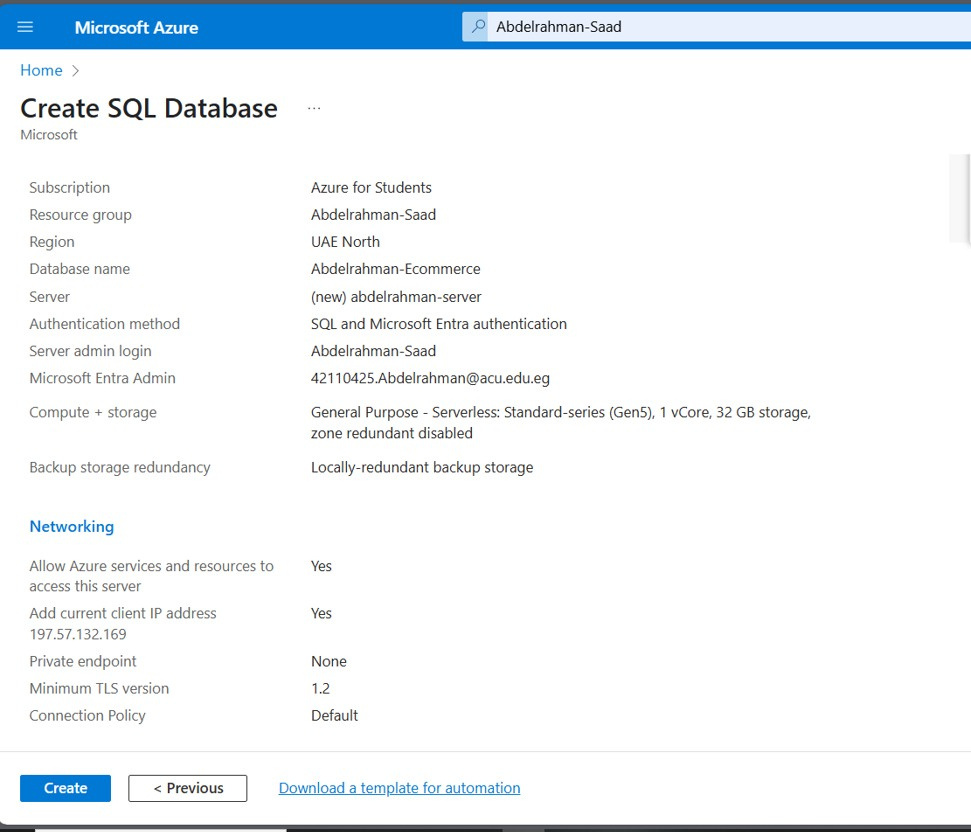 Microsoft Azure
Abdelrahman-Saad
Home >
Create SQL Database ...
Microsoft
Subscription Azure for Students
Resource group Abdelrahman-Saad
Region UAE North
Database name Abdelrahman-Ecommerce
Server (new) abdelrahman-server
Authentication method SQL and Microsoft Entra authentication
Server admin login Abdelrahman-Saad
Microsoft Entra Admin 42110425.Abdelrahman@acu.edu.eg
Compute + storage General Purpose - Serverless: Standard-series (Gen5), 1 vCore, 32 GB storage,
zone redundant disabled
Backup storage redundancy Locally-redundant backup storage
Networking
Allow Azure services and resources to Yes
access this server
Add current client IP address Yes
197.57.132.169
Private endpoint None
Minimum TLS version 1.2
Connection Policy Default
Create < Previous Download a template for automation